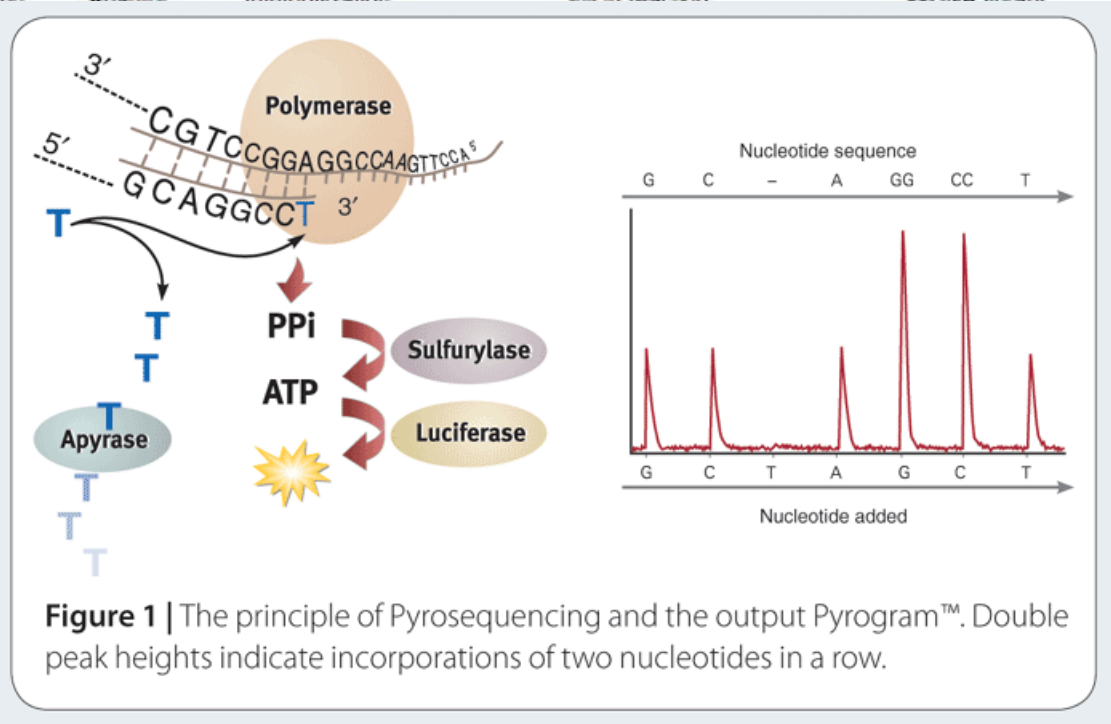 3′
CGTCCGGAGGCCAAGTTCCA 5′
Polymerase
5′
GCAGGCCT 3′
T
T
T
T
Apyrase
T
T
T
PPi
Sulfurylase
ATP
Luciferase
Nucleotide sequence
G C – A GG CC T
G C T A G C T
Nucleotide added
Figure 1 | The principle of Pyrosequencing and the output Pyrogram™. Double
peak heights indicate incorporations of two nucleotides in a row.